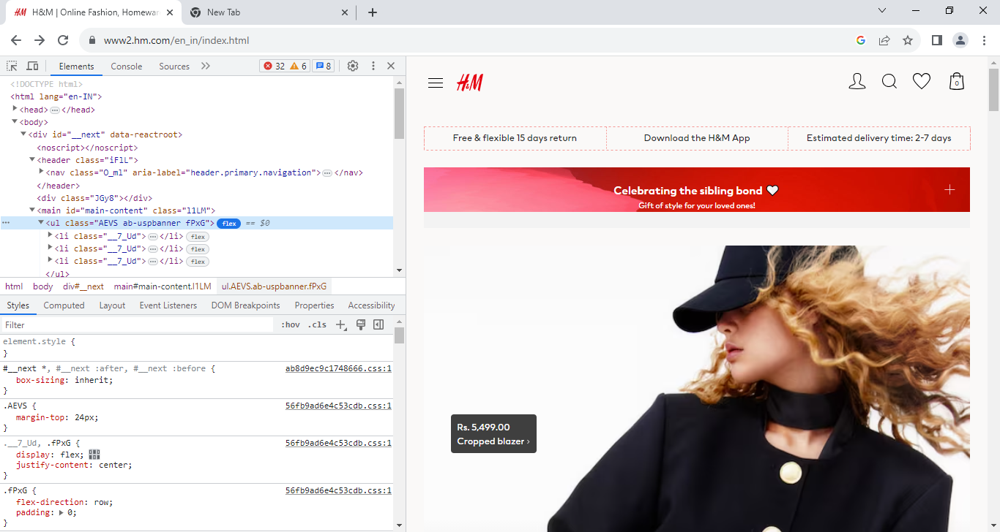 H&M | Online Fashion, Homewar
New Tab
www2.hm.com/en_in/index.html
Elements
Console
Sources
32
6
8
<!DOCTYPE html>
<html lang="en-IN">
<head>⋯</head>
<body>
<div id="__next" data-reactroot>
<noscript></noscript>
<header class="iFlL">
<nav class="O_ml" aria-label="header.primary.navigation">⋯</nav>
</header>
<div class="JGy8"></div>
<main id="main-content" class="l1LM">
<ul class="AEVS ab-uspbanner fPxG"> flex == $0
<li class="__7_Ud">⋯</li> flex
<li class="__7_Ud">⋯</li> flex
<li class="__7_Ud">⋯</li> flex
</ul>
html body div#__next main#main-content.l1LM ul.AEVS.ab-uspbanner.fPxG
Styles Computed Layout Event Listeners DOM Breakpoints Properties Accessibility
Filter
:hov .cls
element.style {
}
#__next *, #__next :after, #__next :before { ab8d9ec9c1748666.css:1
box-sizing: inherit;
}
.AEVS { 56fb9ad6e4c53cdb.css:1
margin-top: 24px;
}
.__7_Ud, .fPxG { 56fb9ad6e4c53cdb.css:1
display: flex;
justify-content: center;
}
.fPxG { 56fb9ad6e4c53cdb.css:1
flex-direction: row;
padding: 0;
}
H&M
0
Free & flexible 15 days return
Download the H&M App
Estimated delivery time: 2-7 days
Celebrating the sibling bond
Gift of style for your loved ones!
Rs. 5,499.00
Cropped blazer ›